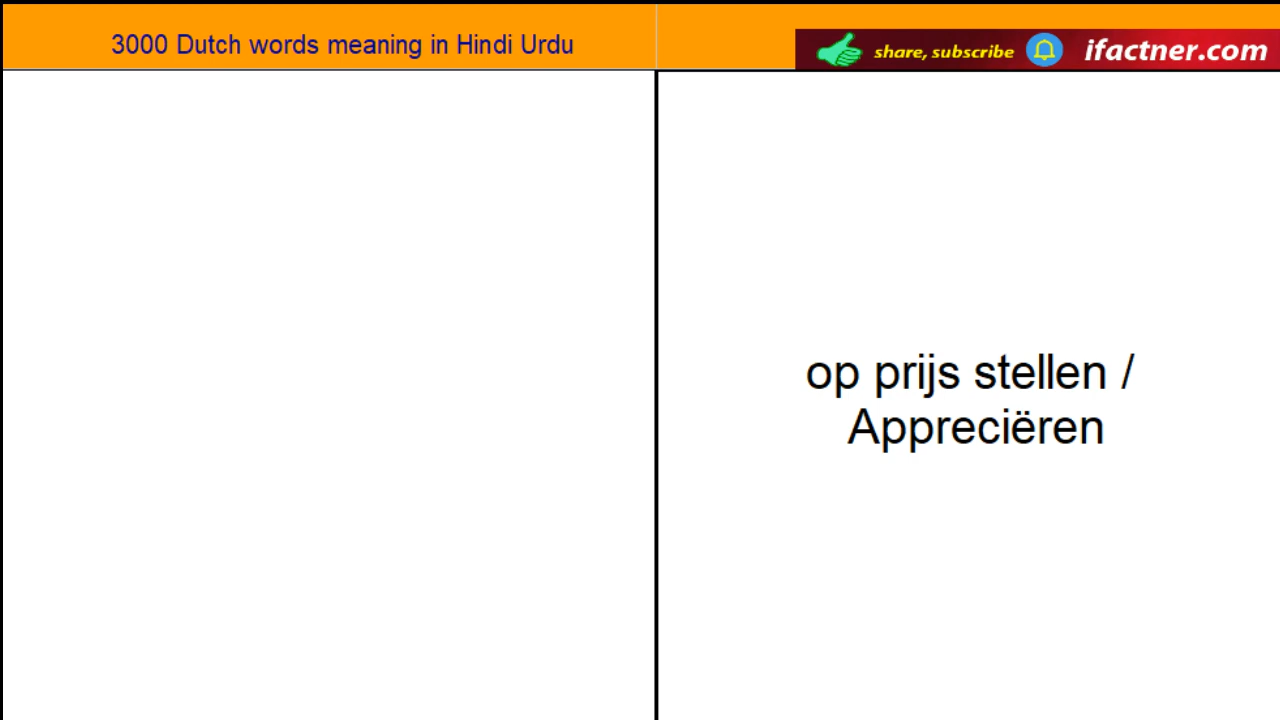 3000 Dutch words meaning in Hindi Urdu
share, subscribe ifactner.com
op prijs stellen /
Appreciëren